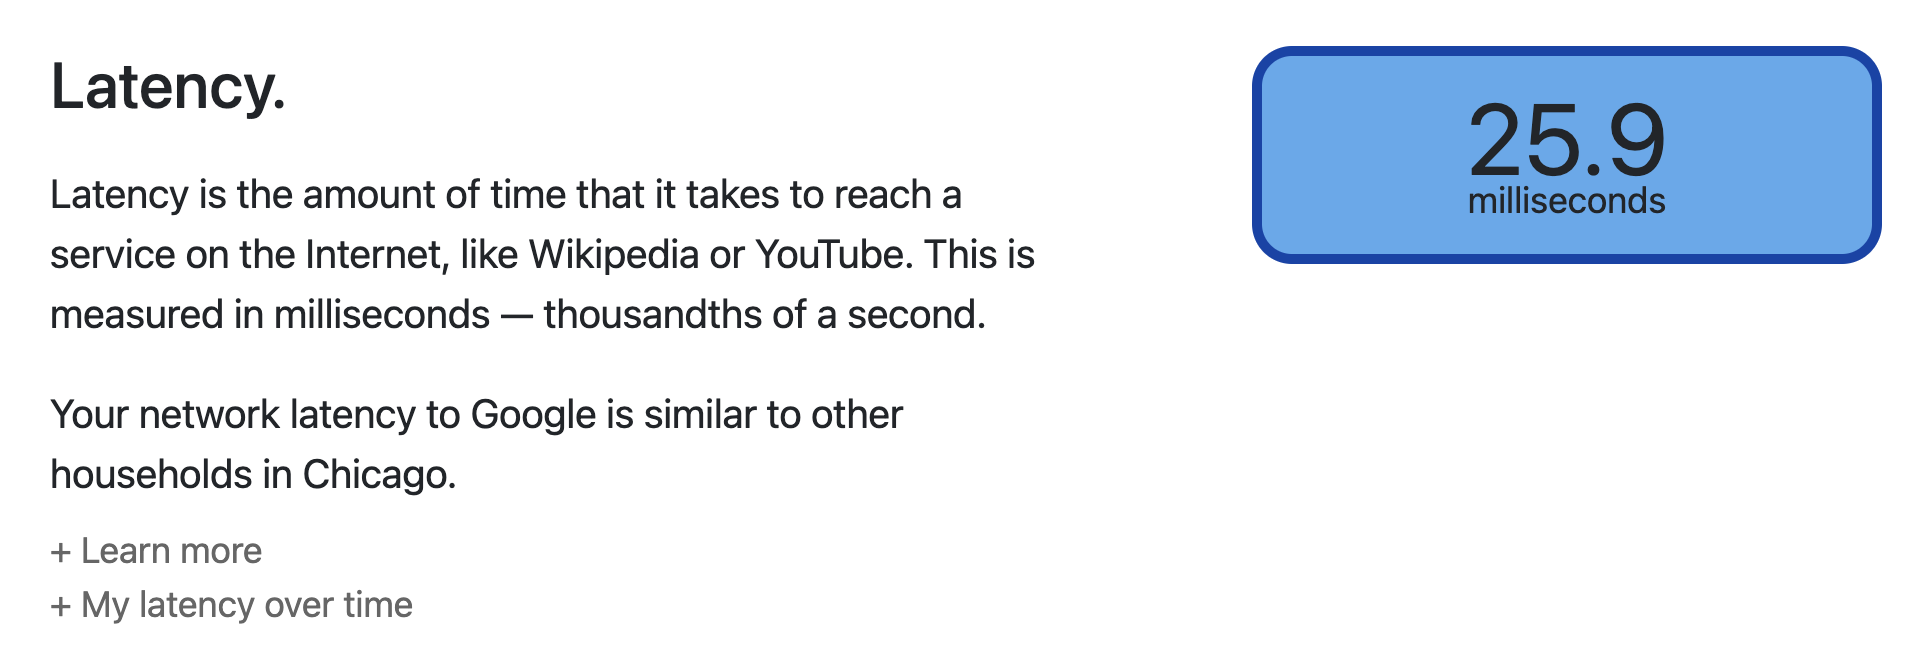 Latency.
25.9
milliseconds
Latency is the amount of time that it takes to reach a
service on the Internet, like Wikipedia or YouTube. This is
measured in milliseconds — thousandths of a second.
Your network latency to Google is similar to other
households in Chicago.
+ Learn more
+ My latency over time